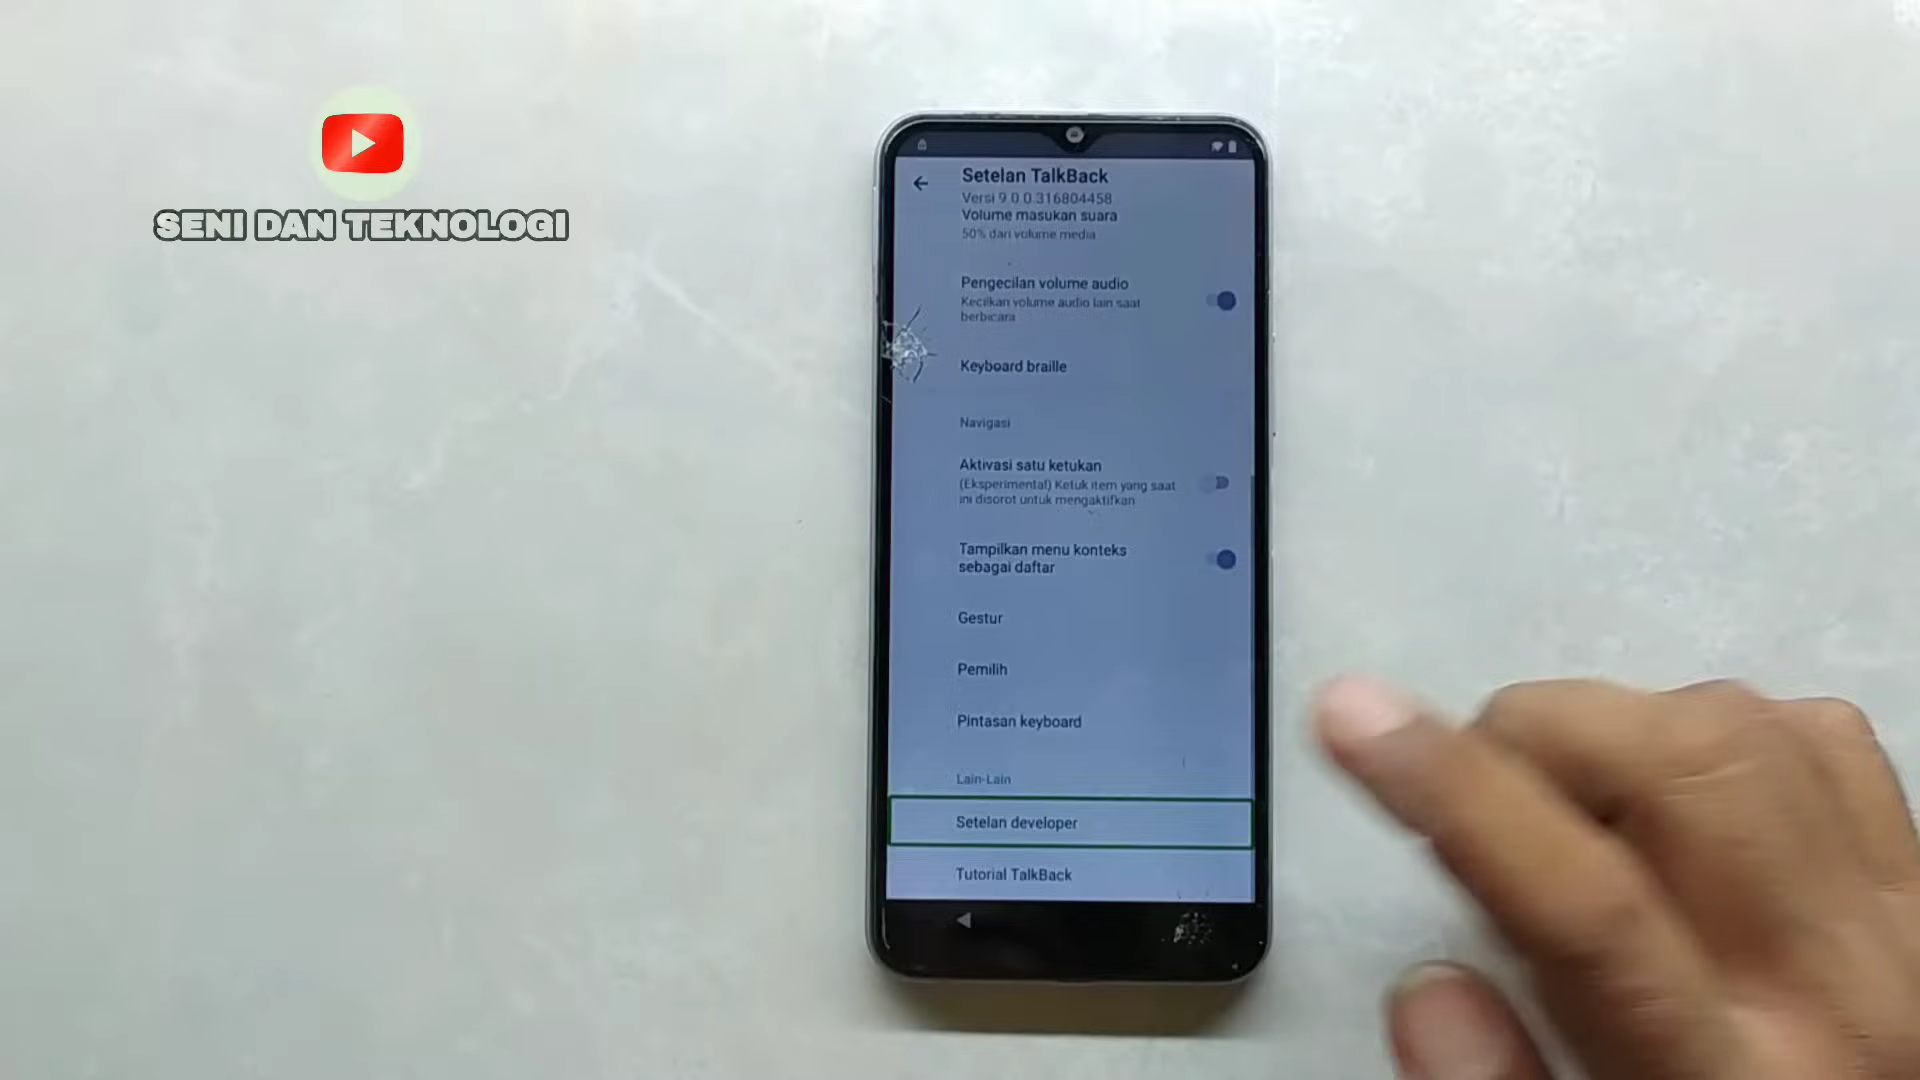 SENI DAN TEKNOLOGI
Setelan TalkBack
Versi 9.0.0.316804458
Volume masukan suara
50% dari volume media
Pengecilan volume audio
Kecilkan volume audio lain saat
berbicara
Keyboard braille
Navigasi
Aktivasi satu ketukan
(Eksperimental) Ketuk item yang saat
ini disorot untuk mengaktifkan
Tampilkan menu konteks
sebagai daftar
Gestur
Pemilih
Pintasan keyboard
Lain-Lain
Setelan developer
Tutorial TalkBack